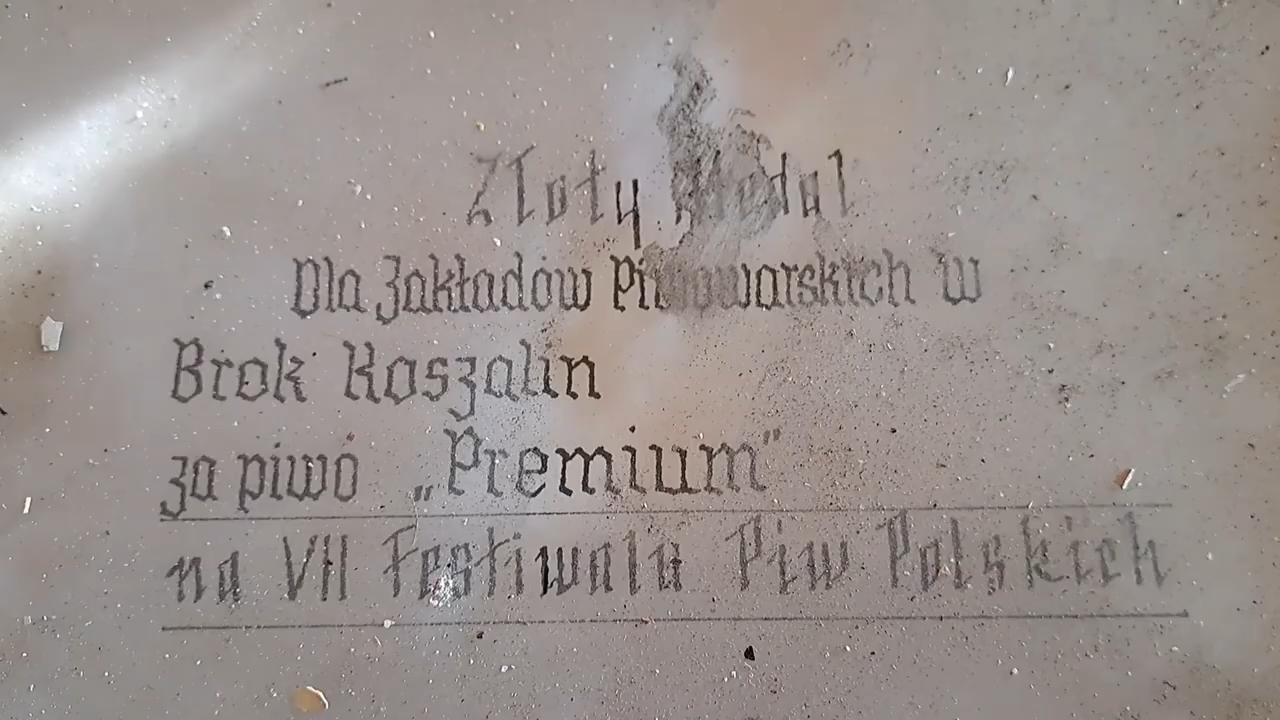 Złoty Medal
Dla Zakładów Piwowarskich w
Brok Koszalin
za piwo „Premium"
na VII Festiwalu Piw Polskich